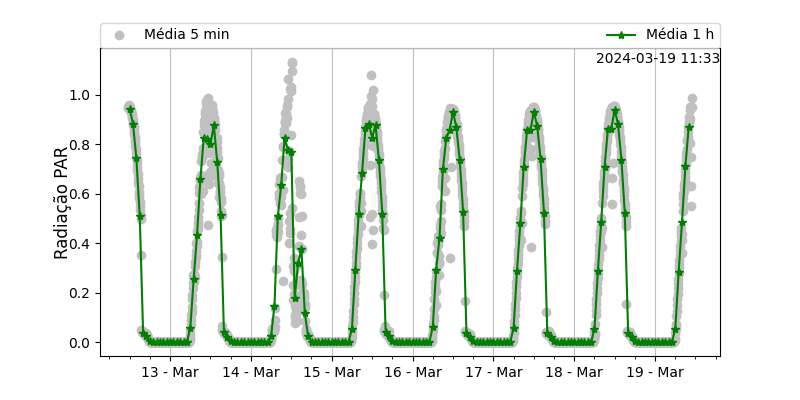 Média 5 min
Média 1 h
2024-03-19 11:33
Radiação PAR
1.0
0.8
0.6
0.4
0.2
0.0
13 - Mar
14 - Mar
15 - Mar
16 - Mar
17 - Mar
18 - Mar
19 - Mar